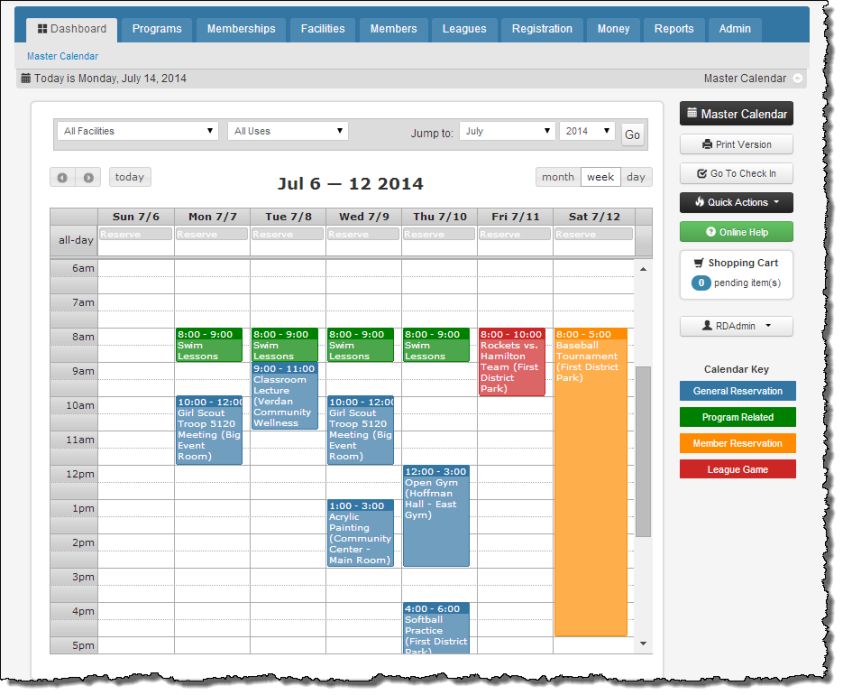 Dashboard Programs Memberships Facilities Members Leagues Registration Money Reports Admin
Master Calendar
Today is Monday, July 14, 2014 Master Calendar
All Facilities All Uses Jump to: July 2014 Go
today month week day
Jul 6 — 12 2014
Sun 7/6 Mon 7/7 Tue 7/8 Wed 7/9 Thu 7/10 Fri 7/11 Sat 7/12
all-day Reserve Reserve Reserve Reserve Reserve Reserve Reserve
6am
7am
8am
9am
10am
11am
12pm
1pm
2pm
3pm
4pm
5pm
8:00 - 9:00
Swim
Lessons
10:00 - 12:00
Girl Scout
Troop 5120
Meeting (Big
Event
Room)
8:00 - 9:00
Swim
Lessons
9:00 - 11:00
Classroom
Lecture
(Verdan
Community
Wellness
8:00 - 9:00
Swim
Lessons
10:00 - 12:00
Girl Scout
Troop 5120
Meeting (Big
Event
Room)
1:00 - 3:00
Acrylic
Painting
(Community
Center -
Main Room)
8:00 - 9:00
Swim
Lessons
12:00 - 3:00
Open Gym
(Hoffman
Hall - East
Gym)
4:00 - 6:00
Softball
Practice
(First District
Park)
8:00 - 10:00
Rockets vs.
Hamilton
Team (First
District
Park)
8:00 - 5:00
Baseball
Tournament
(First District
Park)
Master Calendar
Print Version
Go To Check In
Quick Actions
Online Help
Shopping Cart
0 pending item(s)
RDAdmin
Calendar Key
General Reservation
Program Related
Member Reservation
League Game